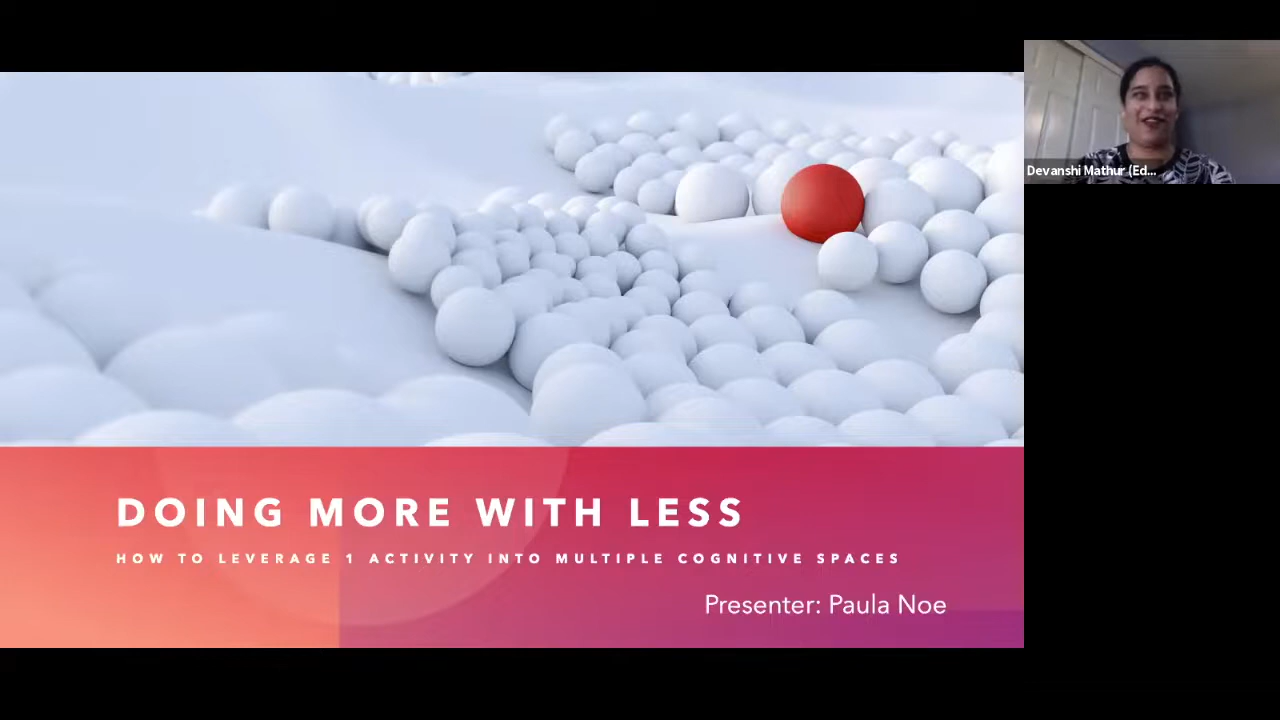 Devanshi Mathur (Ed...
DOING MORE WITH LESS
HOW TO LEVERAGE 1 ACTIVITY INTO MULTIPLE COGNITIVE SPACES
Presenter: Paula Noe